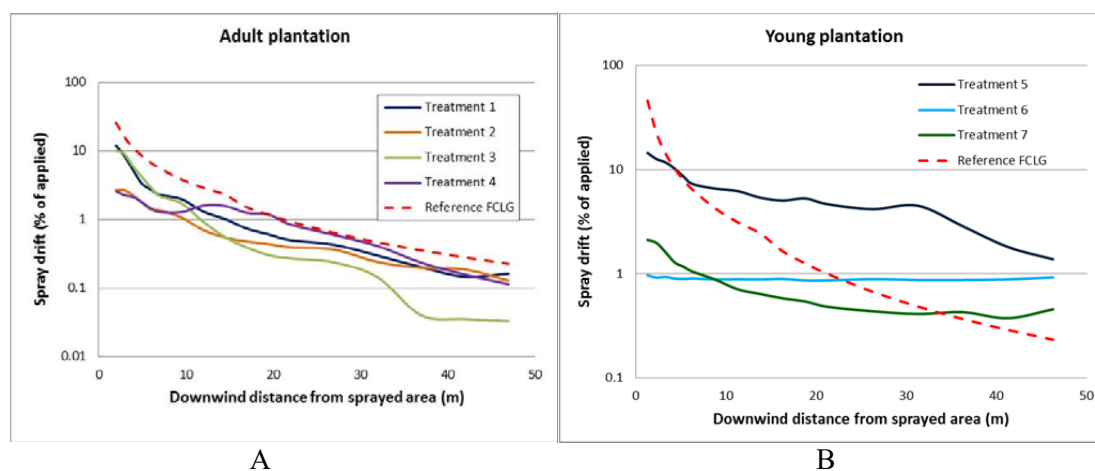 Adult plantation
Spray drift (% of applied)
100
10
1
0.1
0.01
Treatment 1
Treatment 2
Treatment 3
Treatment 4
Reference FCLG
0 10 20 30 40 50
Downwind distance from sprayed area (m)
A
Young plantation
Spray drift (% of applied)
100
10
1
0.1
Treatment 5
Treatment 6
Treatment 7
Reference FCLG
0 10 20 30 40 50
Downwind distance from sprayed area (m)
B